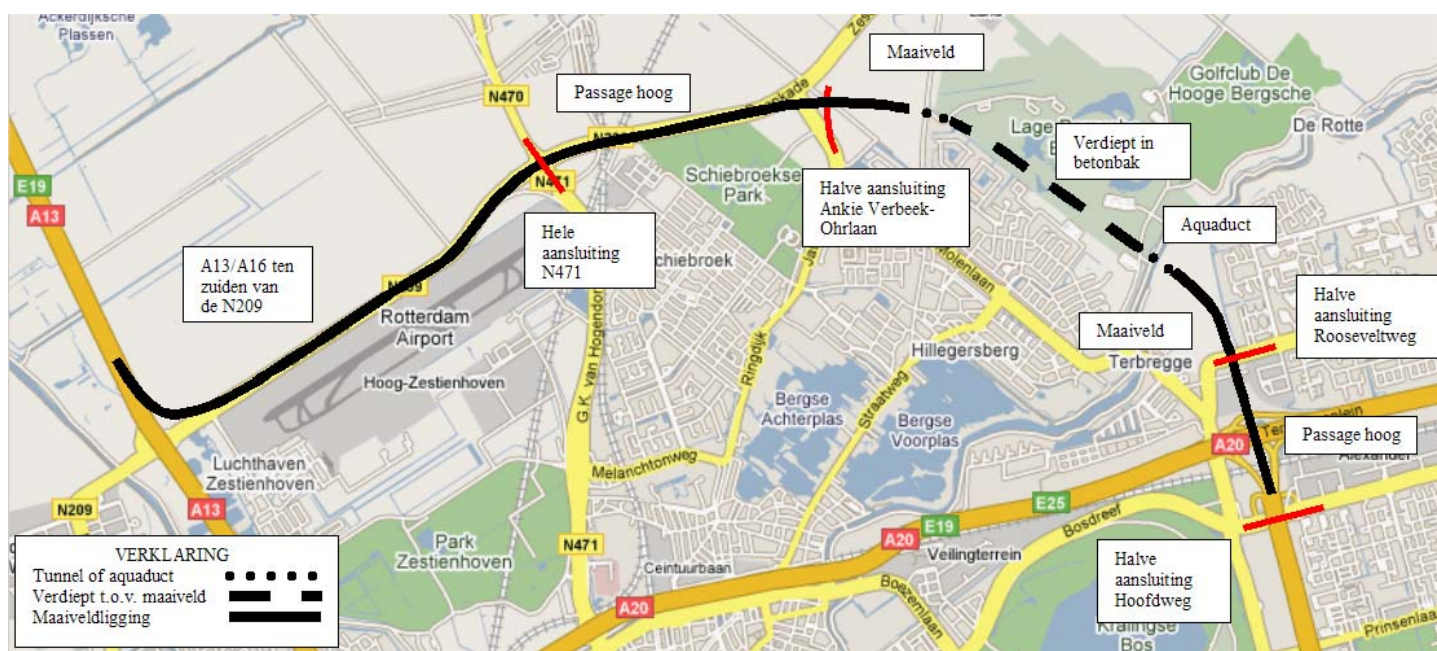 Ackerdijksche
Plassen
Maaiveld
Golfclub De
Hooge Bergsche
Passage hoog
N470
De Rotte
Verdiept in
betonbak
E19
A13
Schiebroekse
Park
Halve aansluiting
Ankie Verbeek-
Ohrlaan
N471
Hele
aansluiting
N471
Aquaduct
A13/A16 ten
zuiden van
de N209
Schiebroek
Molenlaan
Rotterdam
Airport
Halve
aansluiting
Rooseveltweg
Maaiveld
Hillegersberg
Terbregge
Hoog-Zestienhoven
G.K. van Hogendorp
Ringdijk
Straatweg
Bergse
Achterplas
Bergse
Voorplas
A20
Passage hoog
Alexander
Melanchtonweg
Luchthaven
Zestienhoven
N209
A13
E25
E19
Bosdreef
A20
Park
Zestienhoven
N471
Veilingterrein
Ceintuurbaan
Boezemlaan
A20
Halve
aansluiting
Hoofdweg
Kralingse
Bos
Prinsenlaan
VERKLARING
Tunnel of aquaduct
Verdiept t.o.v. maaiveld
Maaiveldligging